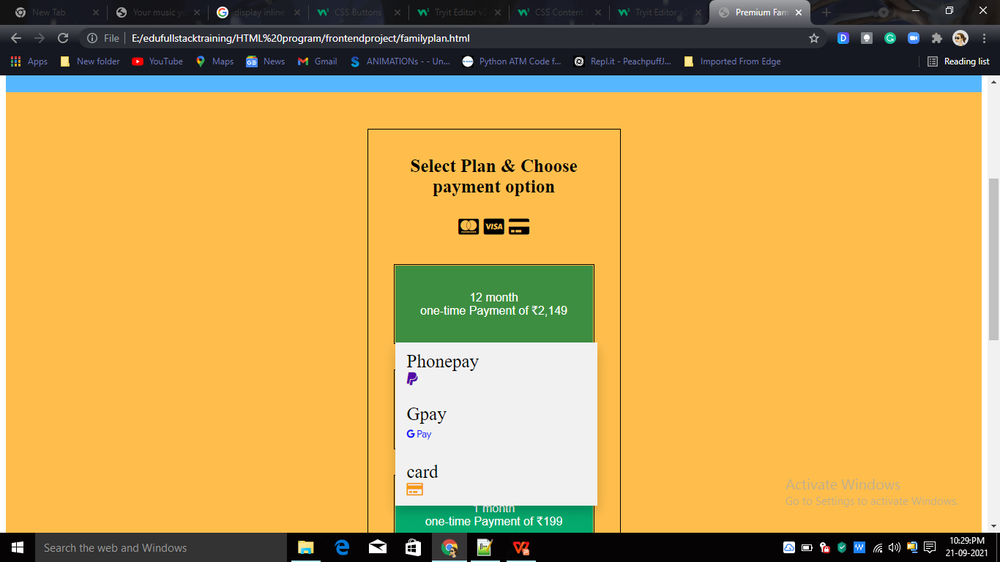 New Tab
Your music yo
display inline
CSS Buttons
Tryit Editor v3
CSS Content
Tryit Editor v3
Premium Fam
File
E:/edufullstacktraining/HTML%20program/frontendproject/familyplan.html
Apps
New folder
YouTube
Maps
News
Gmail
ANIMATIONs - - Un...
Python ATM Code f...
Repl.it - PeachpuffJ...
Imported From Edge
Reading list
Select Plan & Choose
payment option
mastercard VISA
12 month
one-time Payment of ₹2,149
Phonepay
Gpay
G Pay
card
1 month
one-time Payment of ₹199
Activate Windows
Go to Settings to activate Windows.
Search the web and Windows
10:29:PM
21-09-2021